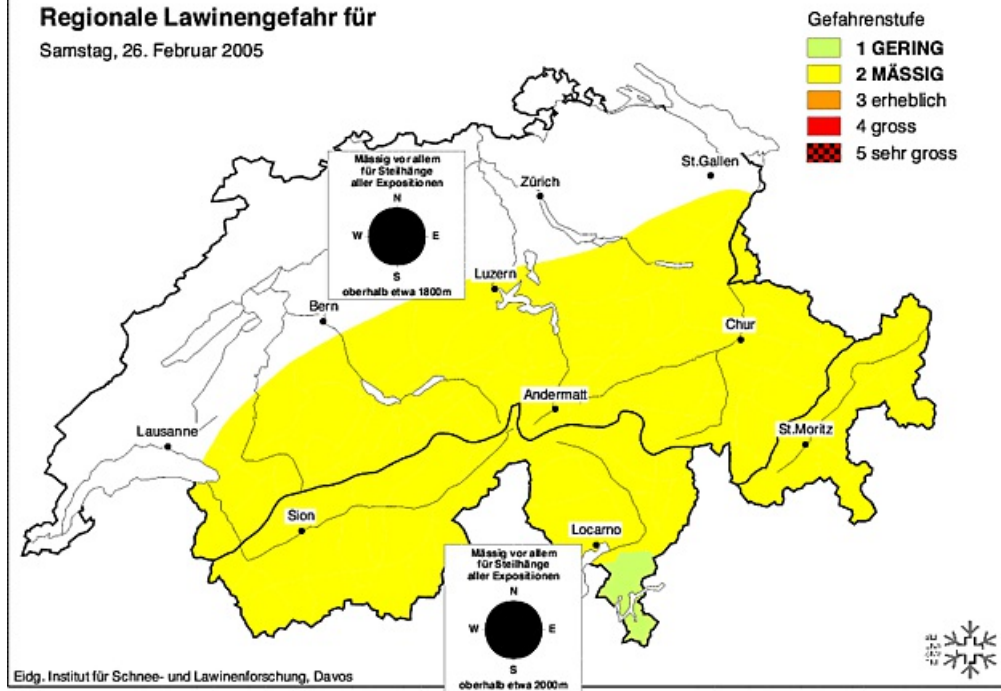 Regionale Lawinengefahr für
Samstag, 26. Februar 2005
Gefahrenstufe
1 GERING
2 MÄSSIG
3 erheblich
4 gross
5 sehr gross
Mässig vor allem
für Steilhänge
aller Expositionen
N
W E
S
oberhalb etwa 1800m
St.Gallen
Zürich
Luzern
Bern
Chur
Andermatt
Lausanne
St.Moritz
Sion
Locarno
Mässig vor allem
für Steilhänge
aller Expositionen
N
W E
S
oberhalb etwa 2000m
Eidg. Institut für Schnee- und Lawinenforschung, Davos